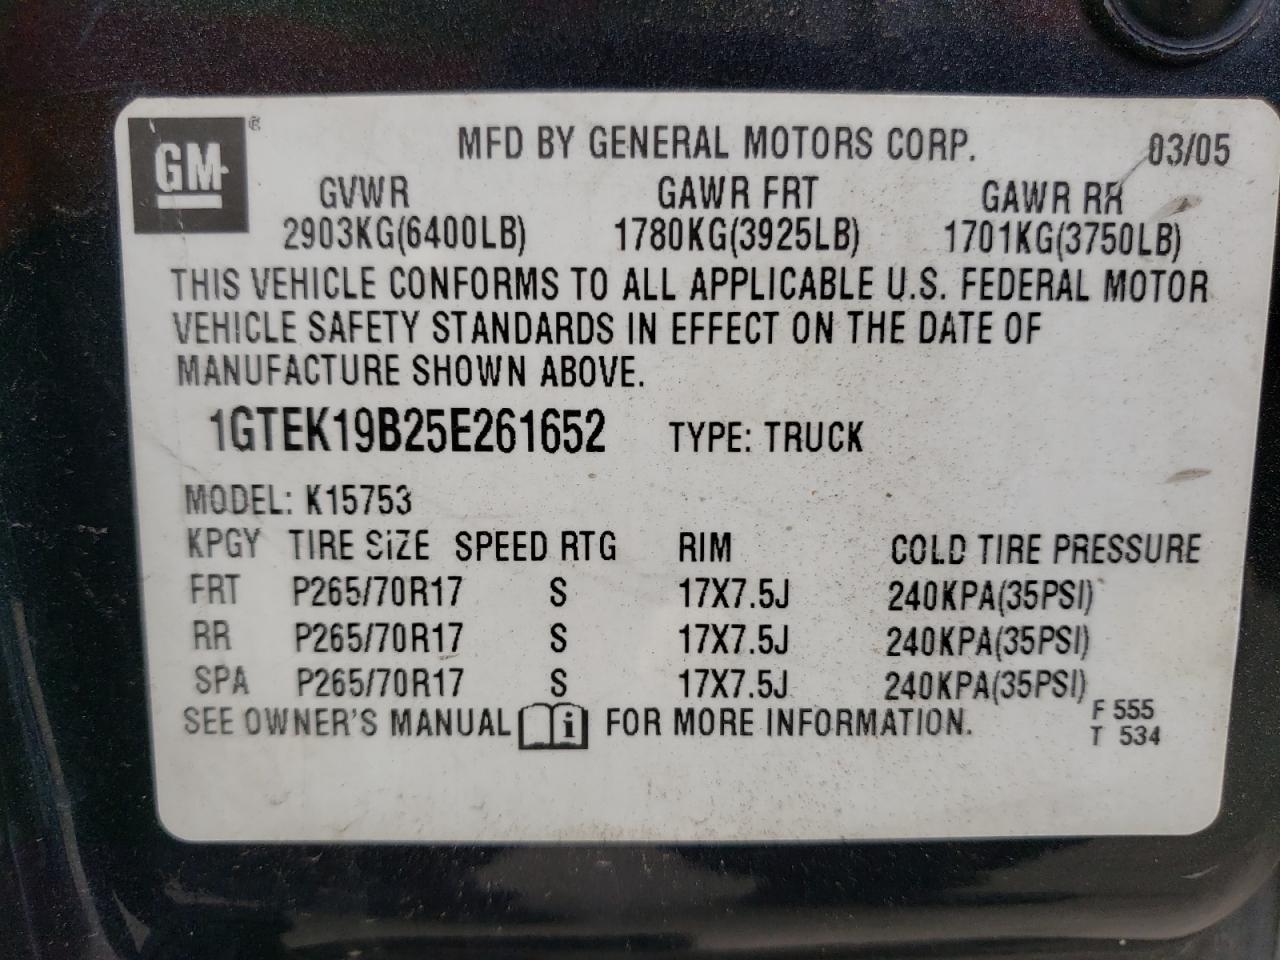 GM® MFD BY GENERAL MOTORS CORP. 03/05
GVWR GAWR FRT GAWR RR
2903KG(6400LB) 1780KG(3925LB) 1701KG(3750LB)
THIS VEHICLE CONFORMS TO ALL APPLICABLE U.S. FEDERAL MOTOR
VEHICLE SAFETY STANDARDS IN EFFECT ON THE DATE OF
MANUFACTURE SHOWN ABOVE.
1GTEK19B25E261652 TYPE: TRUCK
MODEL: K15753
KPGY TIRE SIZE SPEED RTG RIM COLD TIRE PRESSURE
FRT P265/70R17 S 17X7.5J 240KPA(35PSI)
RR P265/70R17 S 17X7.5J 240KPA(35PSI)
SPA P265/70R17 S 17X7.5J 240KPA(35PSI)
SEE OWNER'S MANUAL i FOR MORE INFORMATION.
F 555
T 534